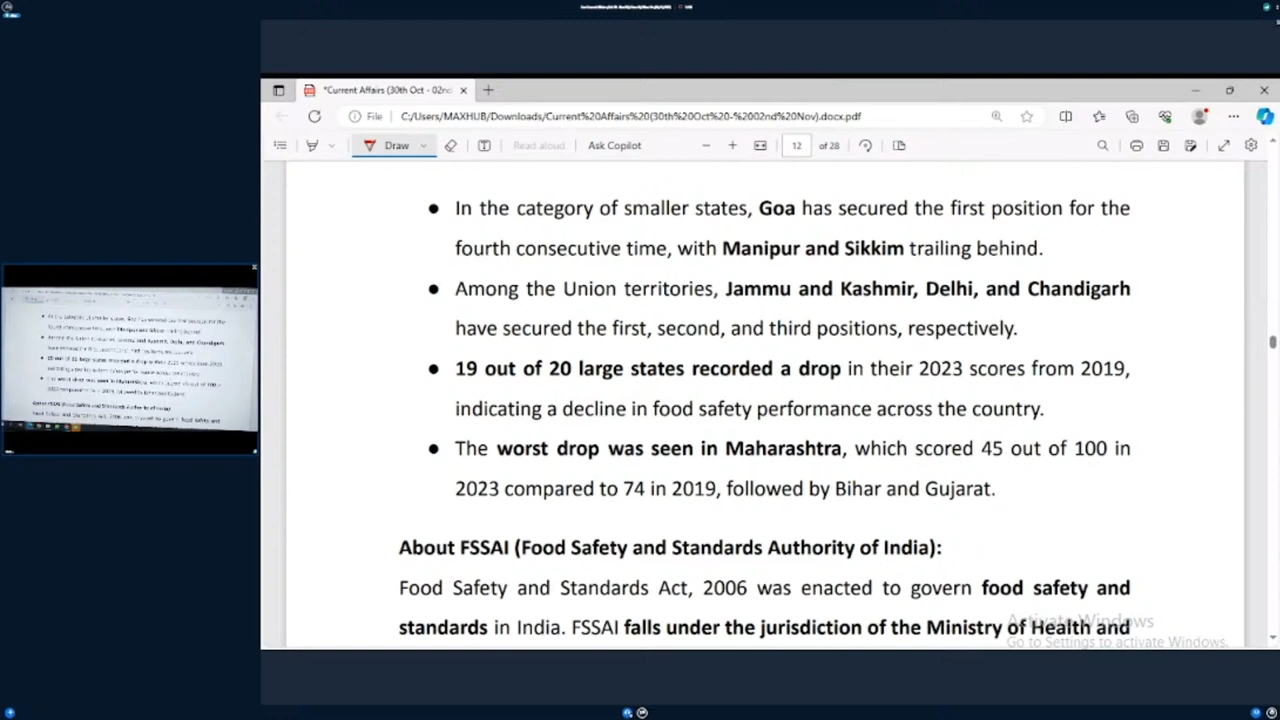 *Current Affairs (30th Oct - 02nd
File
C:/Users/MAXHUB/Downloads/Current%20Affairs%20(30th%20Oct%20-%2002nd%20Nov).docx.pdf
Draw
Read aloud
Ask Copilot
12 of 28
● In the category of smaller states, Goa has secured the first position for the
fourth consecutive time, with Manipur and Sikkim trailing behind.
● Among the Union territories, Jammu and Kashmir, Delhi, and Chandigarh
have secured the first, second, and third positions, respectively.
● 19 out of 20 large states recorded a drop in their 2023 scores from 2019,
indicating a decline in food safety performance across the country.
● The worst drop was seen in Maharashtra, which scored 45 out of 100 in
2023 compared to 74 in 2019, followed by Bihar and Gujarat.
About FSSAI (Food Safety and Standards Authority of India):
Food Safety and Standards Act, 2006 was enacted to govern food safety and
standards in India. FSSAI falls under the jurisdiction of the Ministry of Health and
Activate Windows
Go to Settings to activate Windows.